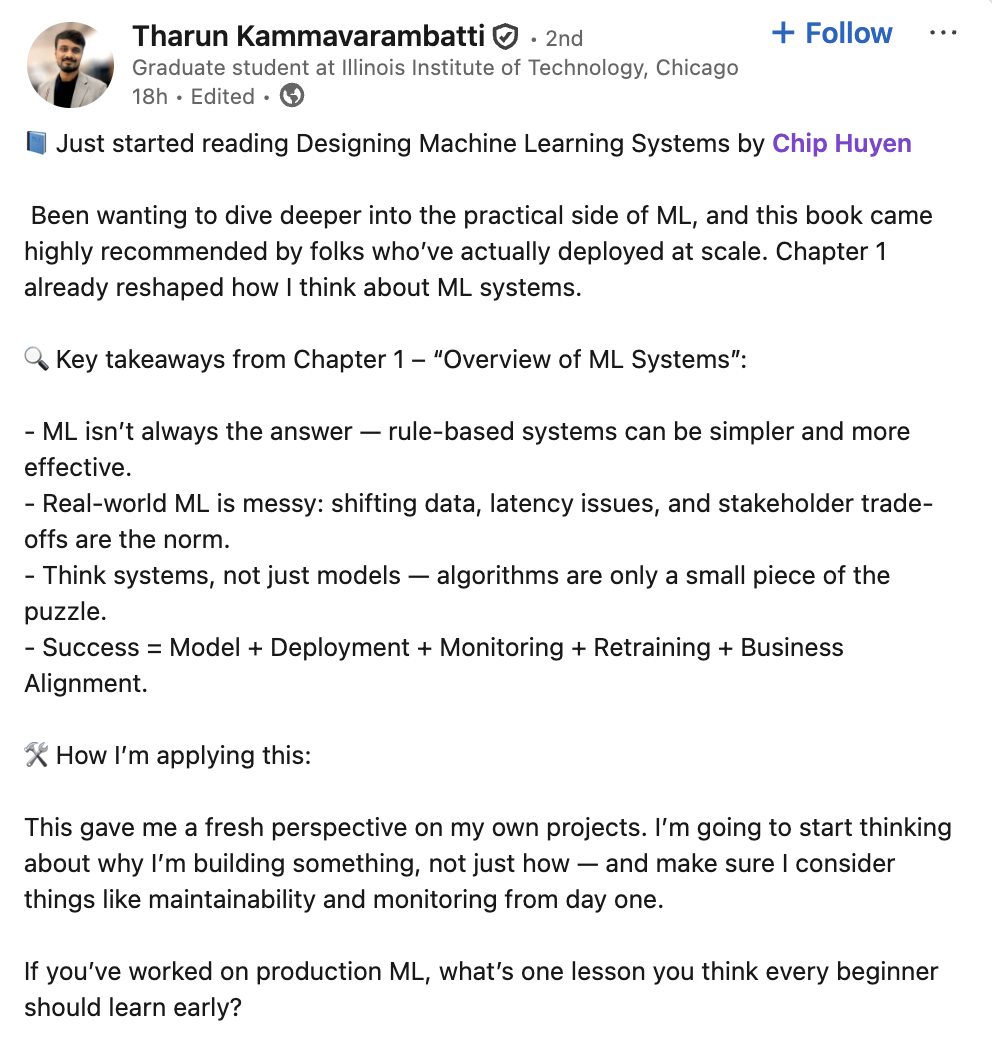 Tharun Kammavarambatti · 2nd
+ Follow ···
Graduate student at Illinois Institute of Technology, Chicago
18h · Edited ·
📘 Just started reading Designing Machine Learning Systems by Chip Huyen
Been wanting to dive deeper into the practical side of ML, and this book came
highly recommended by folks who’ve actually deployed at scale. Chapter 1
already reshaped how I think about ML systems.
🔍 Key takeaways from Chapter 1 – “Overview of ML Systems”:
- ML isn’t always the answer — rule-based systems can be simpler and more
effective.
- Real-world ML is messy: shifting data, latency issues, and stakeholder trade-
offs are the norm.
- Think systems, not just models — algorithms are only a small piece of the
puzzle.
- Success = Model + Deployment + Monitoring + Retraining + Business
Alignment.
🛠️ How I’m applying this:
This gave me a fresh perspective on my own projects. I’m going to start thinking
about why I’m building something, not just how — and make sure I consider
things like maintainability and monitoring from day one.
If you’ve worked on production ML, what’s one lesson you think every beginner
should learn early?